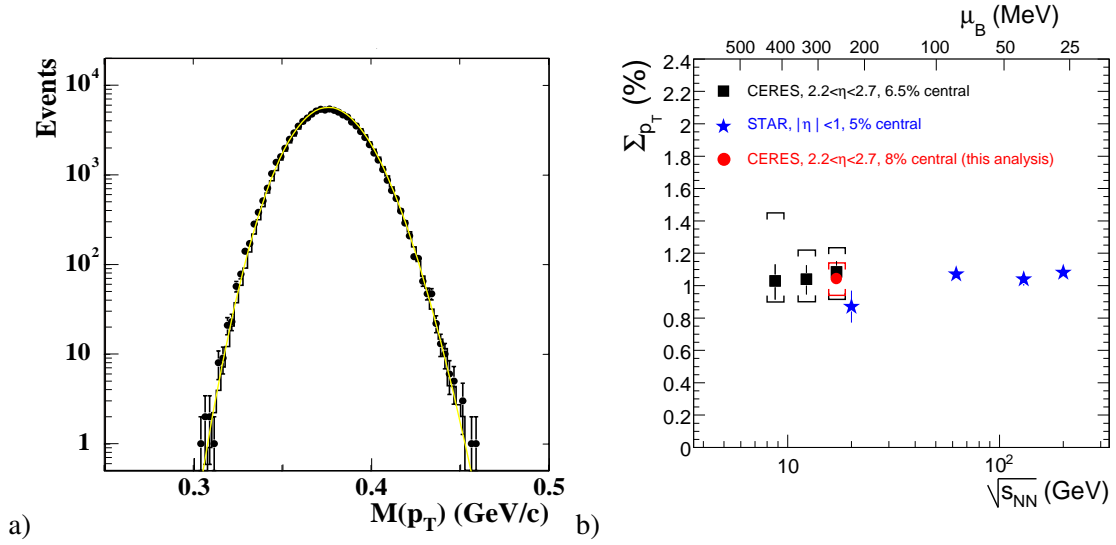 Events
10⁴
10³
10²
10
1
0.3 0.4 0.5
M(p_T) (GeV/c)
a)
μ_B (MeV)
500 400 300 200 100 50 25
Σ_{p_T} (%)
2.4
2.2
2
1.8
1.6
1.4
1.2
1
0.8
0.6
0.4
0.2
0
CERES, 2.2<η<2.7, 6.5% central
STAR, |η| <1, 5% central
CERES, 2.2<η<2.7, 8% central (this analysis)
10 10²
√s_{NN} (GeV)
b)